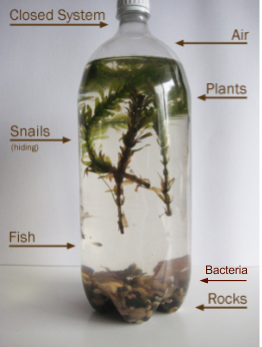 Closed System
Air
Plants
Snails
(hiding)
Fish
Bacteria
Rocks